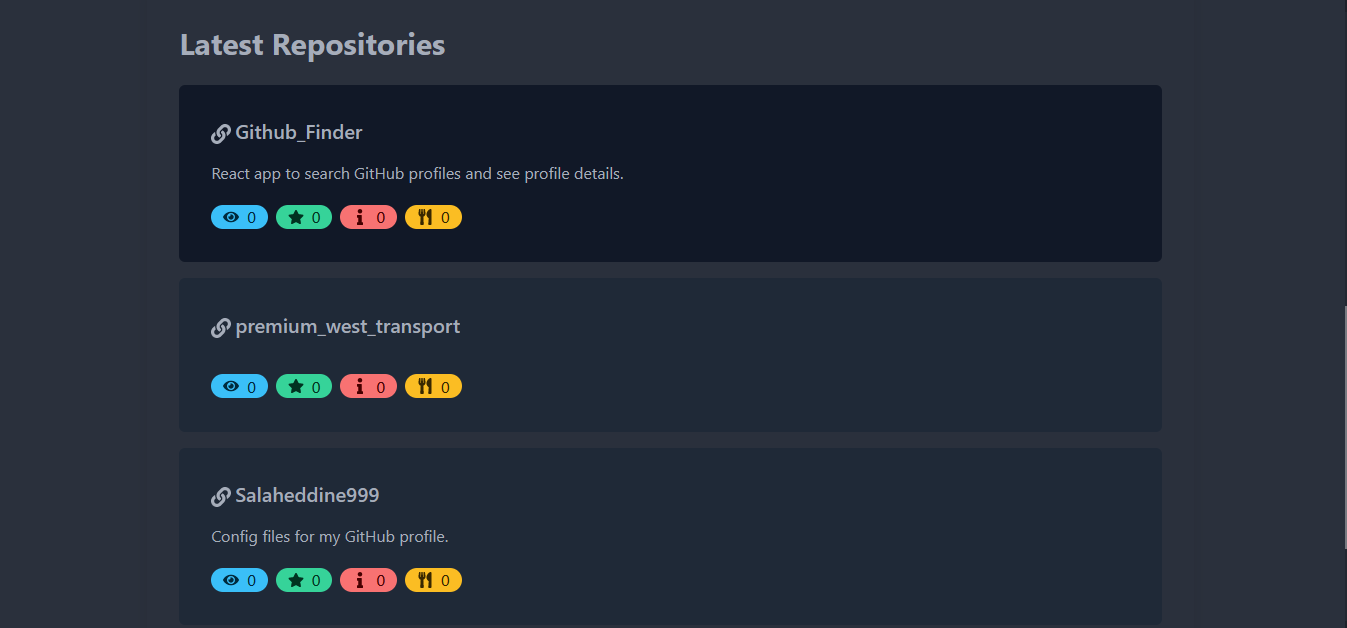 Latest Repositories
Github_Finder
React app to search GitHub profiles and see profile details.
0 0 0 0
premium_west_transport
0 0 0 0
Salaheddine999
Config files for my GitHub profile.
0 0 0 0